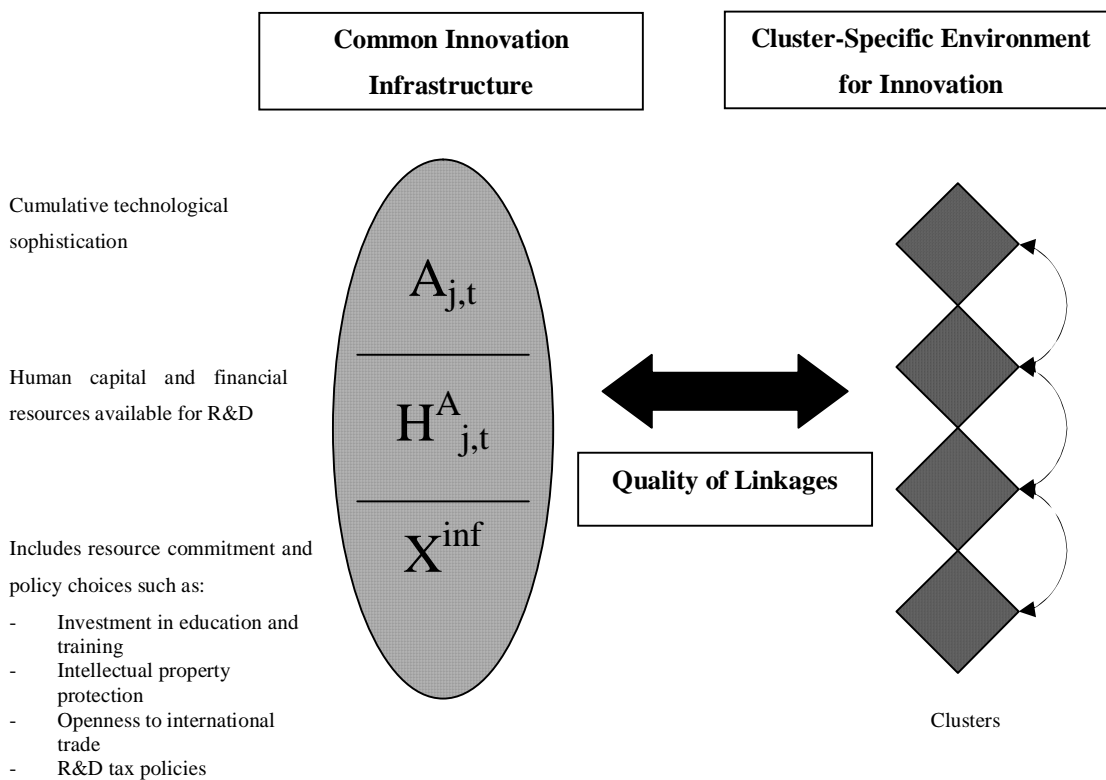 Common Innovation
Infrastructure
Cluster-Specific Environment
for Innovation
Cumulative technological
sophistication
A_{j,t}
Human capital and financial
resources available for R&D
H^{A}_{j,t}
Quality of Linkages
X^{inf}
Includes resource commitment and
policy choices such as:
- Investment in education and
training
- Intellectual property
protection
- Openness to international
trade
- R&D tax policies
Clusters